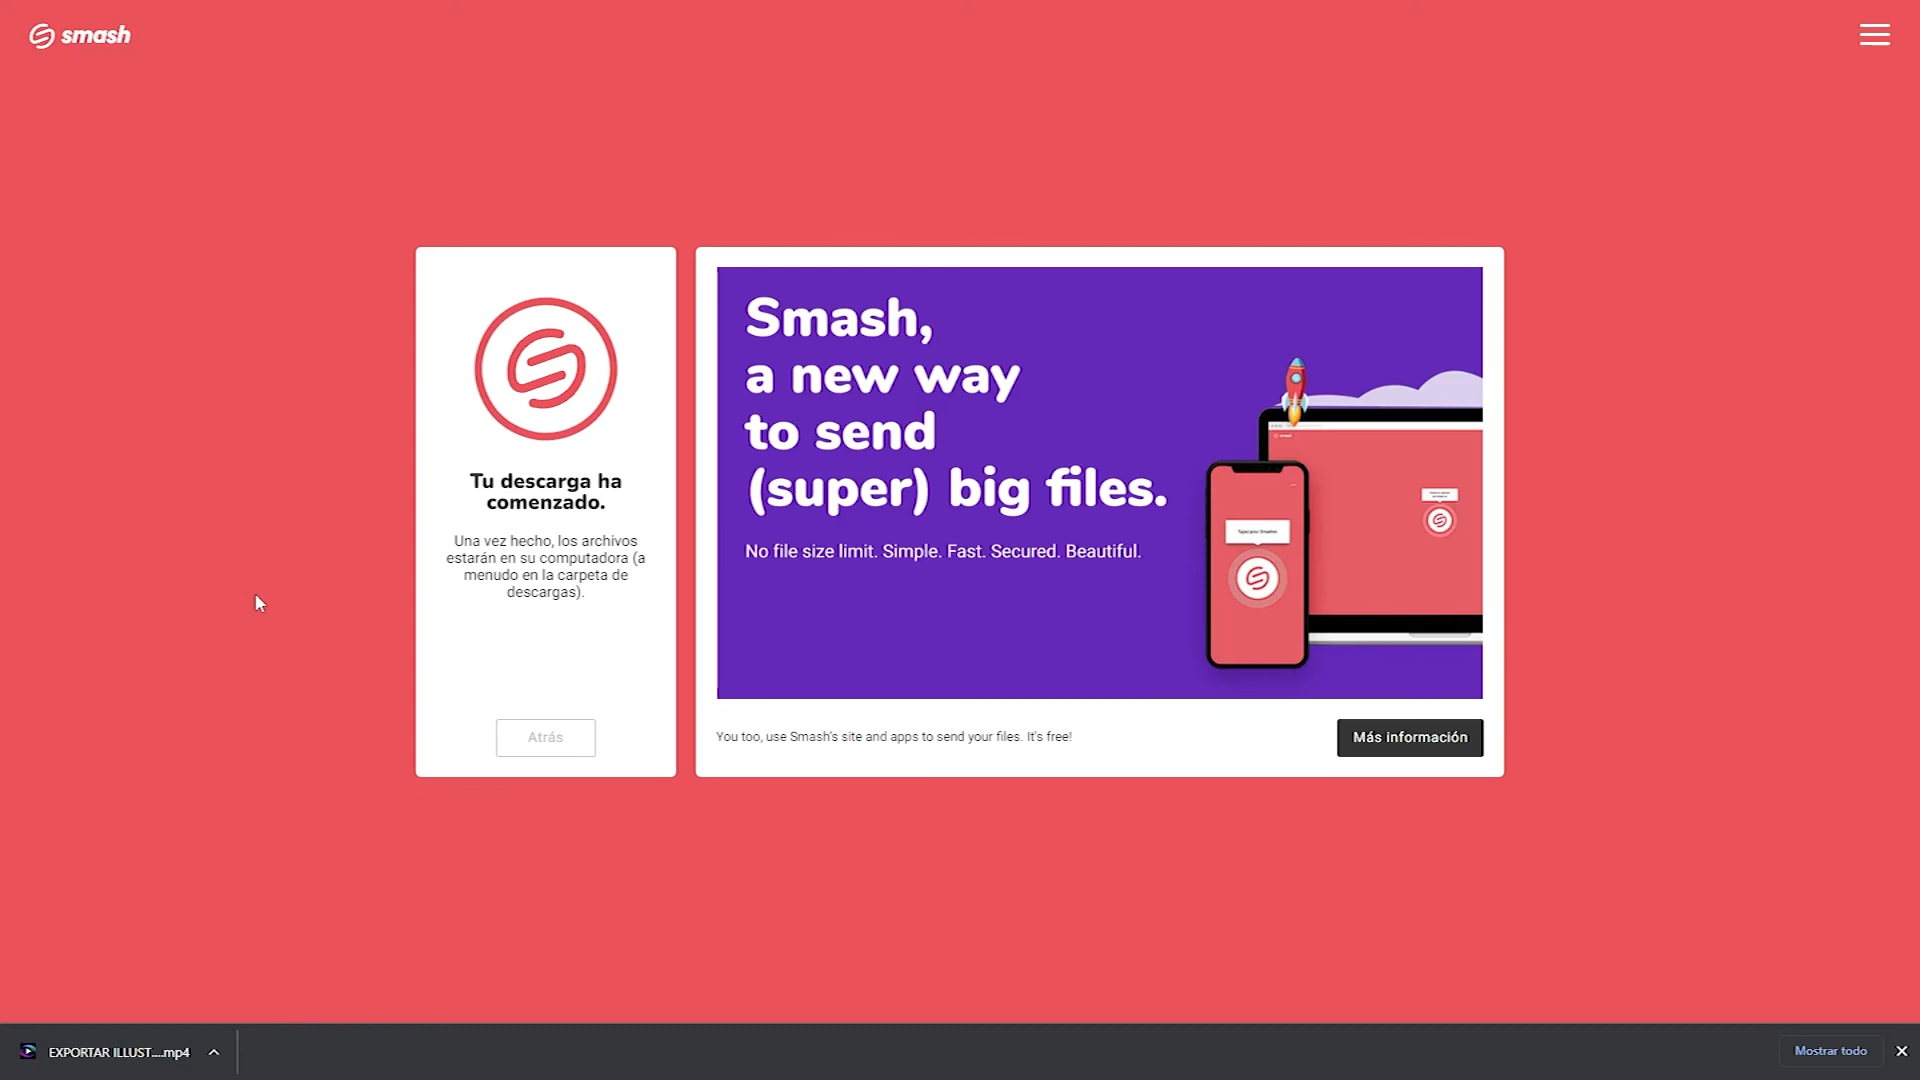 smash
Tu descarga ha
comenzado.
Una vez hecho, los archivos
estarán en su computadora (a
menudo en la carpeta de
descargas).
Atrás
Smash,
a new way
to send
(super) big files.
No file size limit. Simple. Fast. Secured. Beautiful.
You too, use Smash's site and apps to send your files. It's free!
Más información
EXPORTAR ILLUST....mp4
Mostrar todo